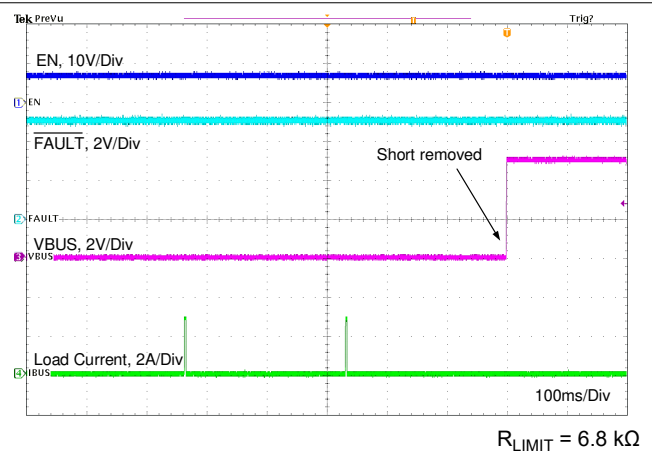 Tek PreVu
Trig?
T
EN, 10V/Div
1 EN
FAULT, 2V/Div
Short removed
2 FAULT
VBUS, 2V/Div
3 VBUS
Load Current, 2A/Div
4 IBUS
100ms/Div
RLIMIT = 6.8 kΩ